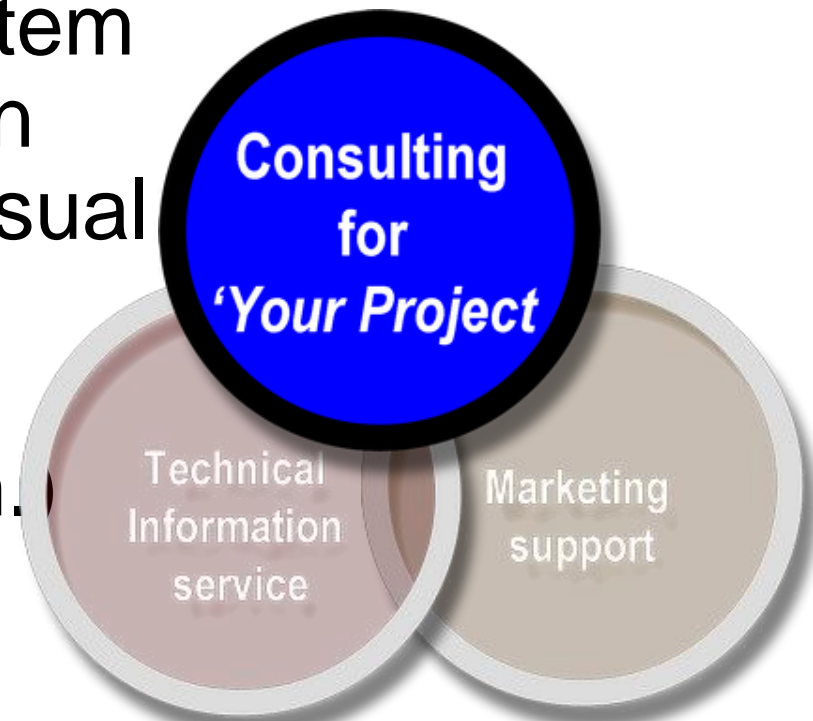 tem
n
sual
Consulting
for
‘Your Project
Technical
Information
service
Marketing
support